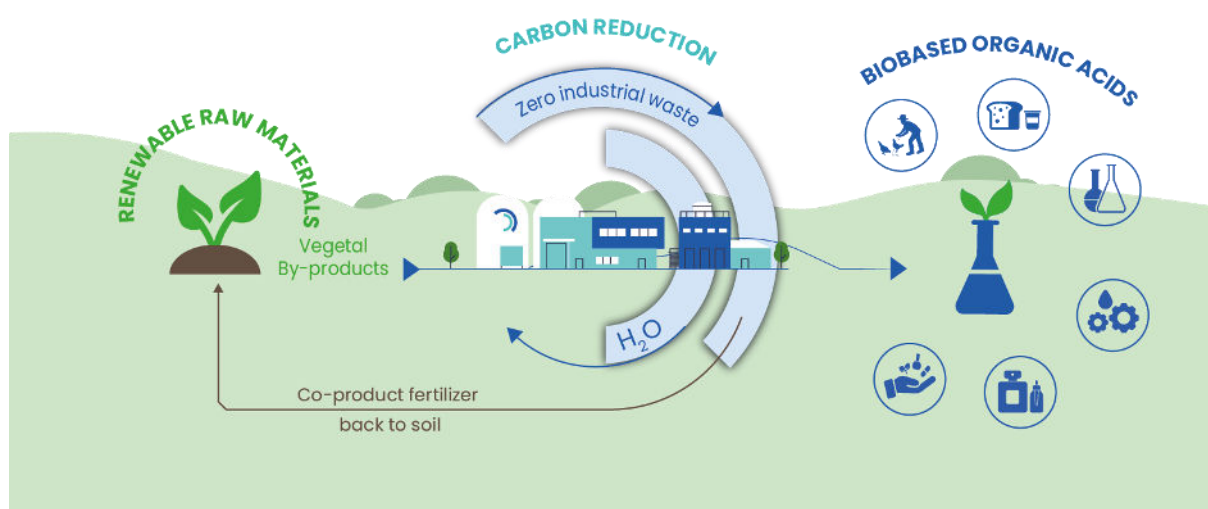 CARBON REDUCTION
BIOBASED ORGANIC ACIDS
Zero industrial waste
RENEWABLE RAW MATERIALS
Vegetal
By-products
H₂O
Co-product fertilizer
back to soil